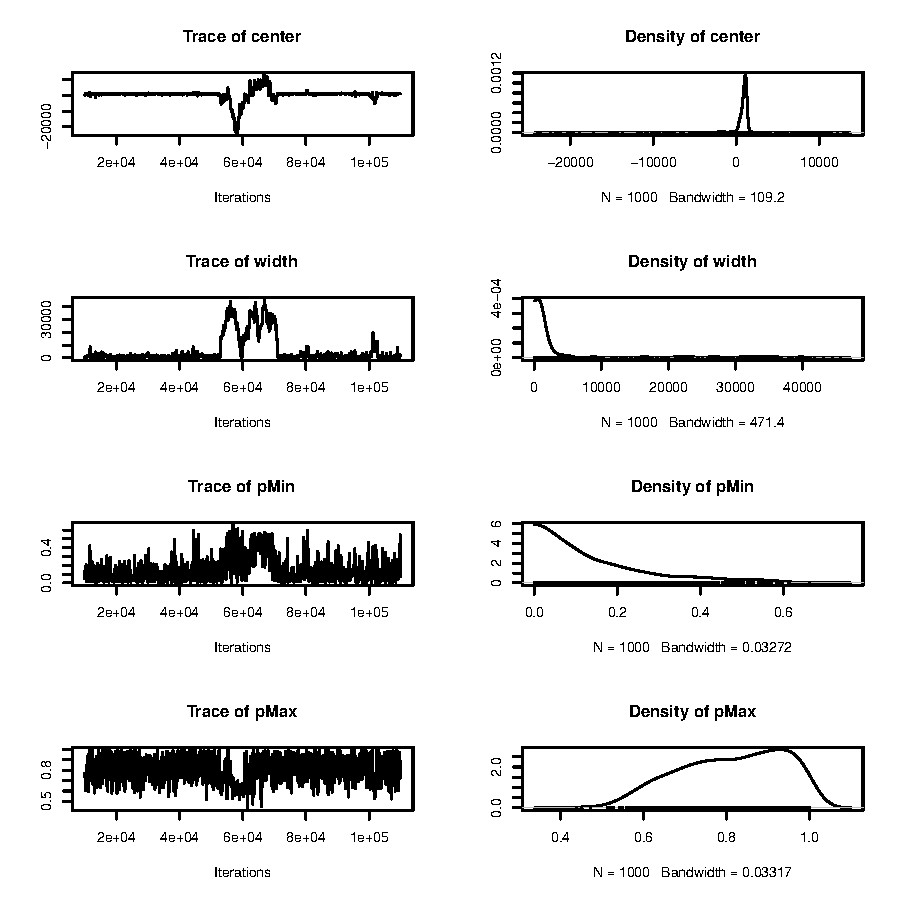 Trace of center
Density of center
−20000
2e+04 4e+04 6e+04 8e+04 1e+05
Iterations
0.0000 0.0012
−20000 −10000 0 10000
N = 1000 Bandwidth = 109.2
Trace of width
Density of width
0 30000
2e+04 4e+04 6e+04 8e+04 1e+05
Iterations
0e+00 4e−04
0 10000 20000 30000 40000
N = 1000 Bandwidth = 471.4
Trace of pMin
Density of pMin
0.0 0.4
2e+04 4e+04 6e+04 8e+04 1e+05
Iterations
0 2 4 6
0.0 0.2 0.4 0.6
N = 1000 Bandwidth = 0.03272
Trace of pMax
Density of pMax
0.5 0.8
2e+04 4e+04 6e+04 8e+04 1e+05
Iterations
0.0 2.0
0.4 0.6 0.8 1.0
N = 1000 Bandwidth = 0.03317